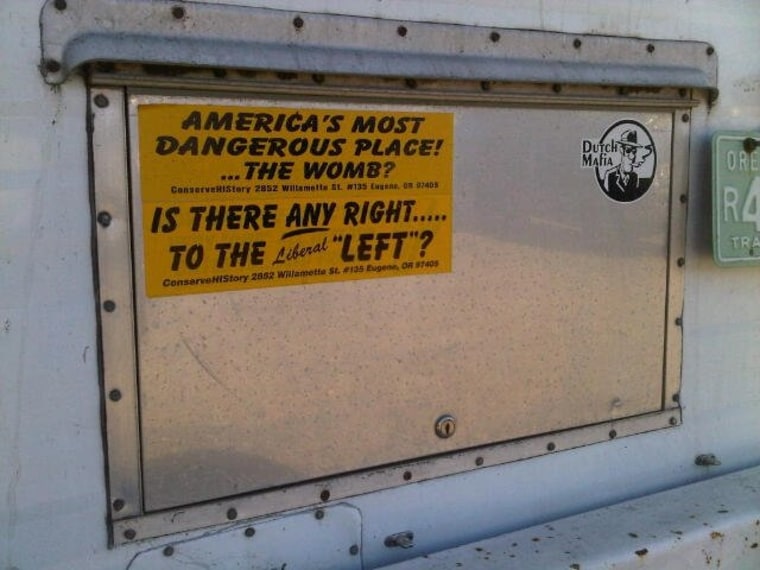 AMERICA'S MOST
DANGEROUS PLACE!
...THE WOMB?
ConserveHIStory 2852 Willamette St. #135 Eugene, OR 97405
IS THERE ANY RIGHT.....
TO THE Liberal "LEFT"?
ConserveHIStory 2852 Willamette St. #135 Eugene, OR 97405
DUTCH
MAFIA
ORE
R4
TRA